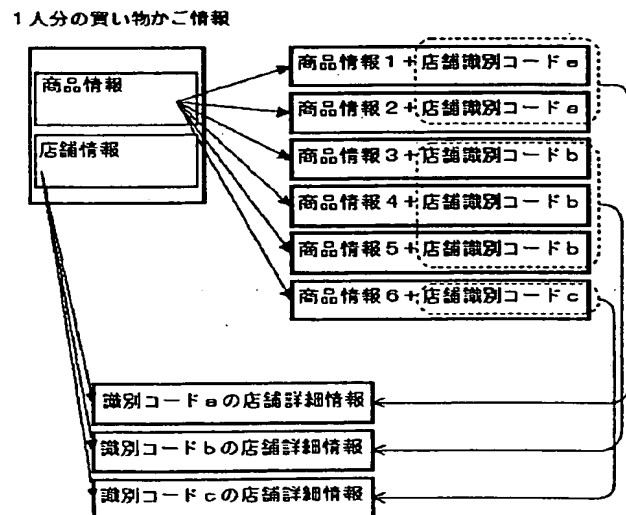 １人分の買い物かご情報
商品情報
店舗情報
商品情報１＋店舗識別コードａ
商品情報２＋店舗識別コードａ
商品情報３＋店舗識別コードｂ
商品情報４＋店舗識別コードｂ
商品情報５＋店舗識別コードｂ
商品情報６＋店舗識別コードｃ
識別コードａの店舗詳細情報
識別コードｂの店舗詳細情報
識別コードｃの店舗詳細情報